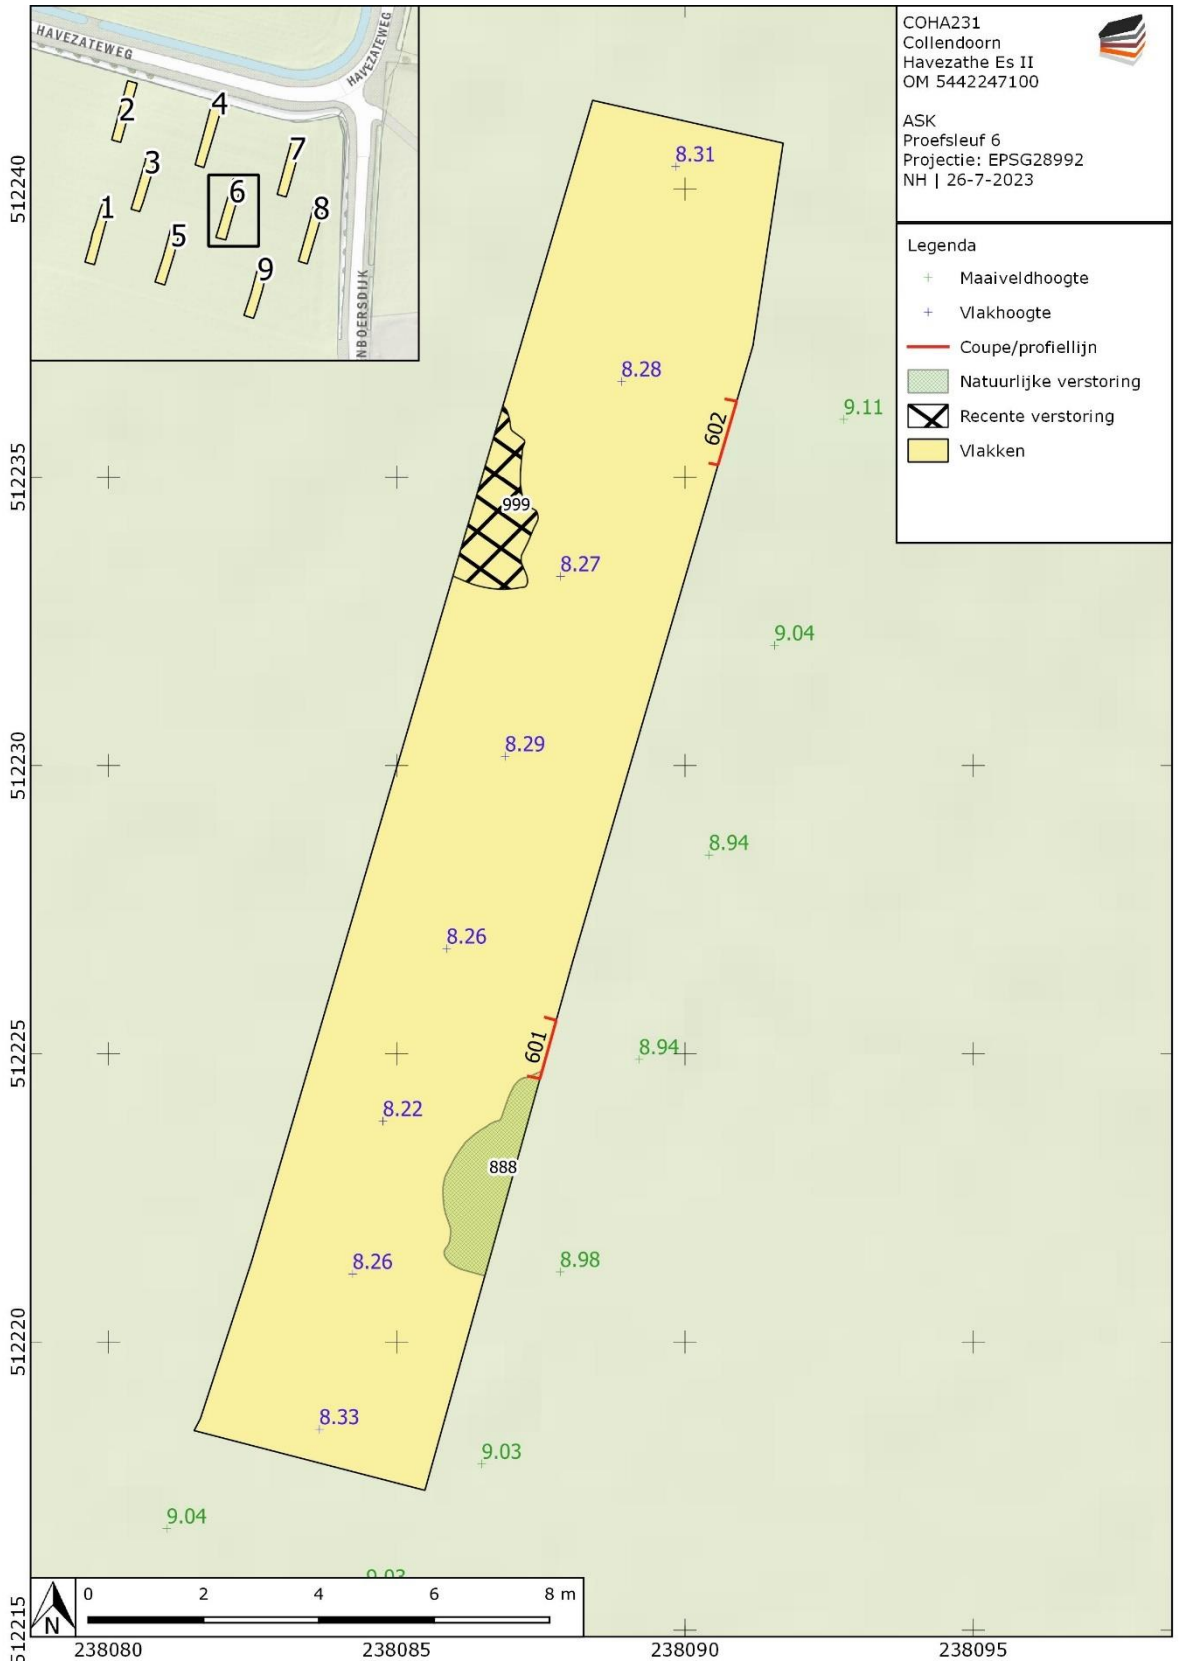 HAVEZATEWEG
HAVEZATEWEG
NBOERSDIJK
2
4
3
7
1
6
8
5
9
COHA231
Collendoorn
Havezathe Es II
OM 5442247100
ASK
Proefsleuf 6
Projectie: EPSG28992
NH | 26-7-2023
Legenda
Maaiveldhoogte
Vlakhoogte
Coupe/profiellijn
Natuurlijke verstoring
Recente verstoring
Vlakken
8.31
8.28
9.11
602
999
8.27
9.04
8.29
8.94
8.26
601
8.94
8.22
888
8.26
8.98
8.33
9.03
9.04
512240
512235
512230
512225
512220
512215
0 2 4 6 8 m
N
238080 238085 238090 238095